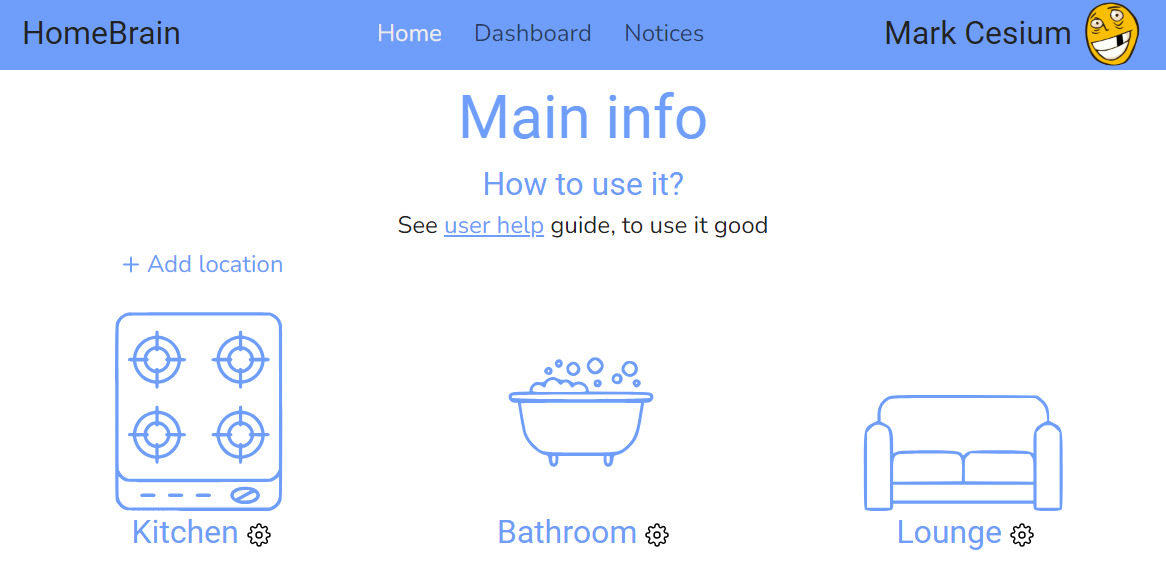 HomeBrain Home Dashboard Notices Mark Cesium
Main info
How to use it?
See user help guide, to use it good
+ Add location
Kitchen
Bathroom
Lounge